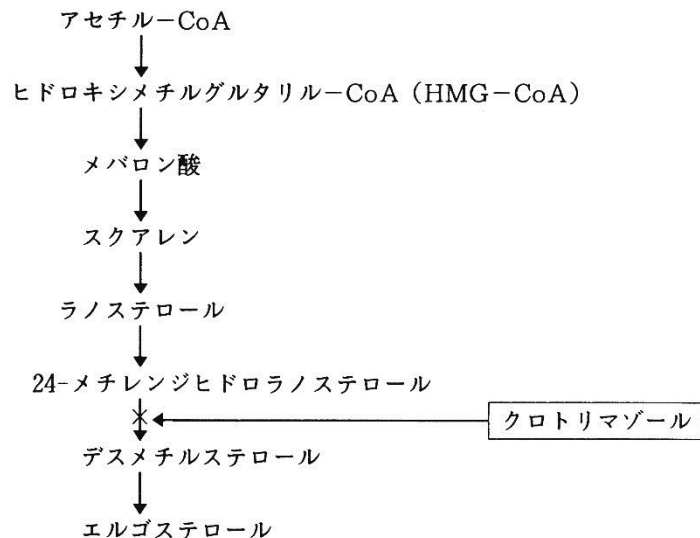 アセチル－CoA
ヒドロキシメチルグルタリル－CoA（HMG－CoA）
メバロン酸
スクアレン
ラノステロール
24-メチレンジヒドロラノステロール
クロトリマゾール
デスメチルステロール
エルゴステロール